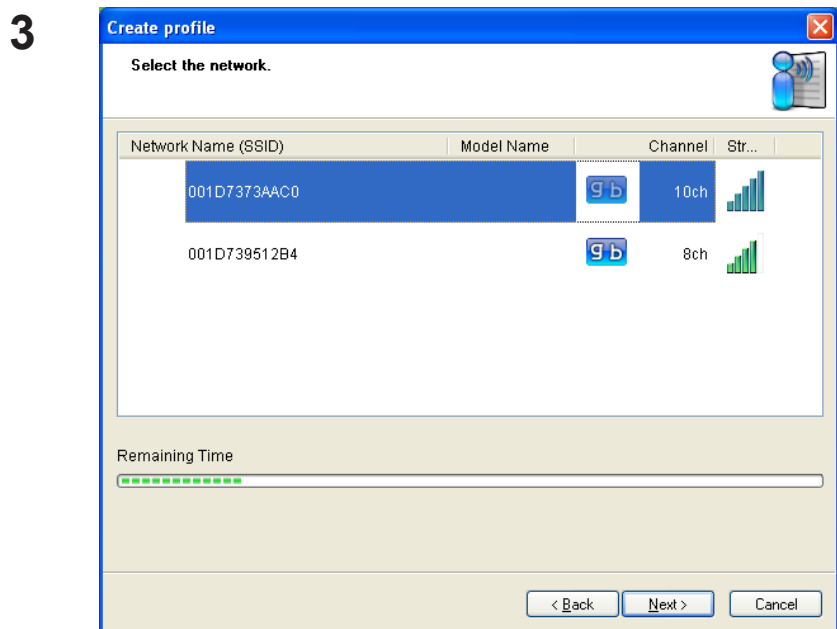 3
Create profile
Select the network.
Network Name (SSID) Model Name Channel Str...
001D7373AAC0 g b 10ch
001D739512B4 g b 8ch
Remaining Time
< Back Next > Cancel